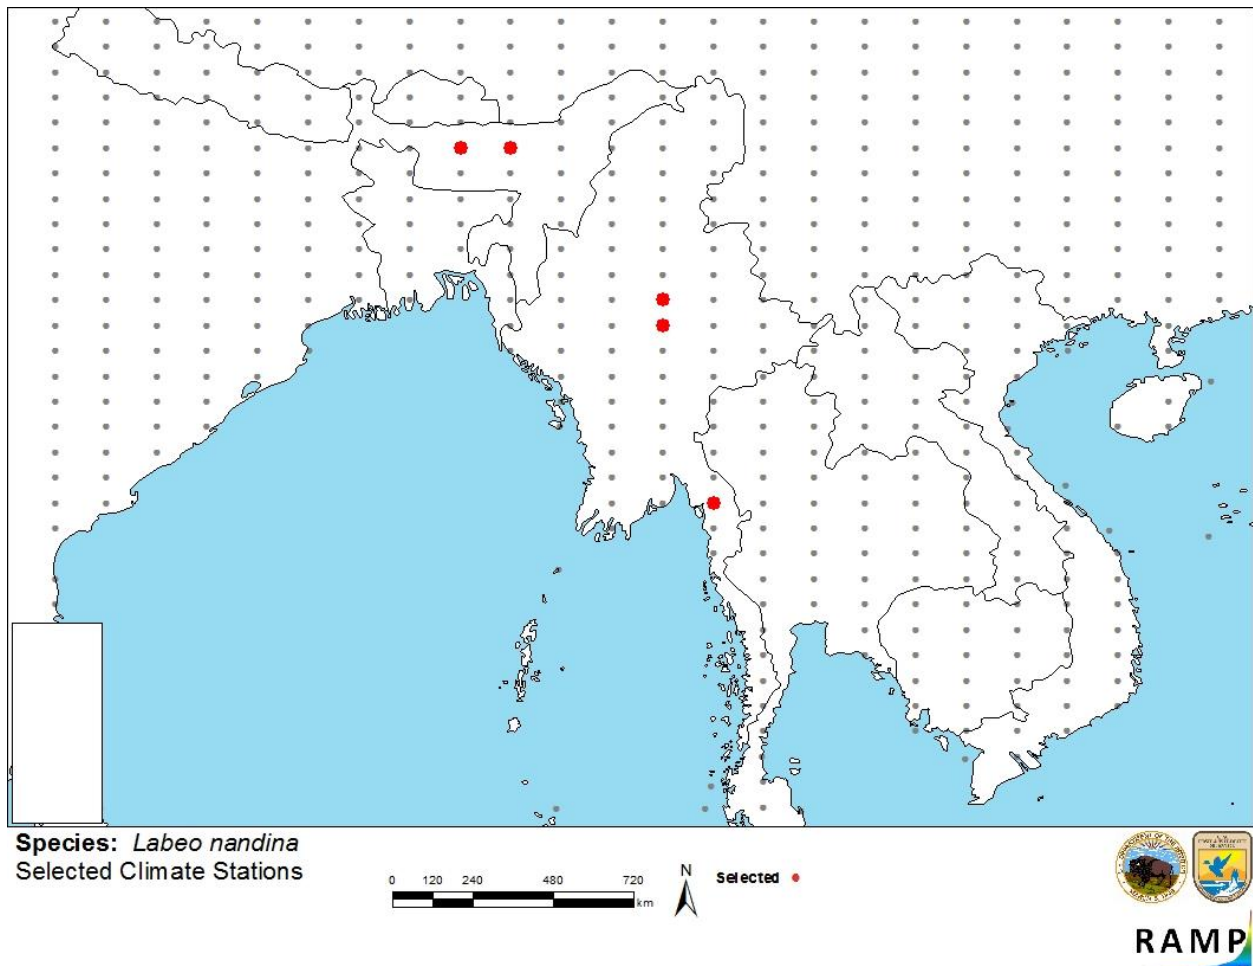 Species: Labeo nandina
Selected Climate Stations
0 120 240 480 720
km
N
Selected
RAMP